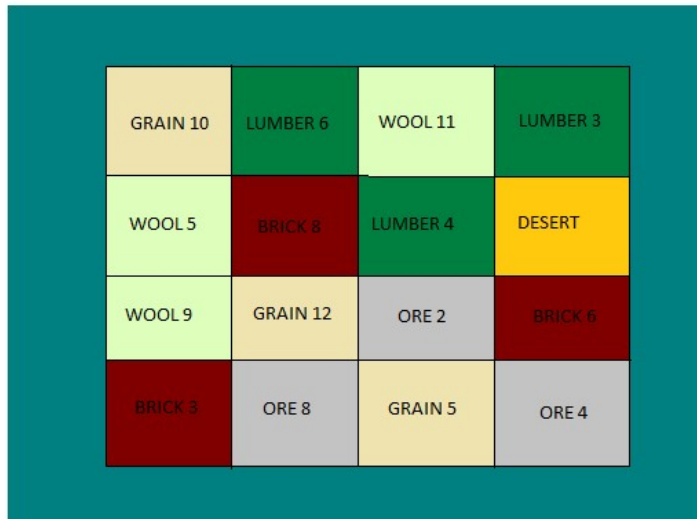 GRAIN 10
LUMBER 6
WOOL 11
LUMBER 3
WOOL 5
BRICK 8
LUMBER 4
DESERT
WOOL 9
GRAIN 12
ORE 2
BRICK 6
BRICK 3
ORE 8
GRAIN 5
ORE 4